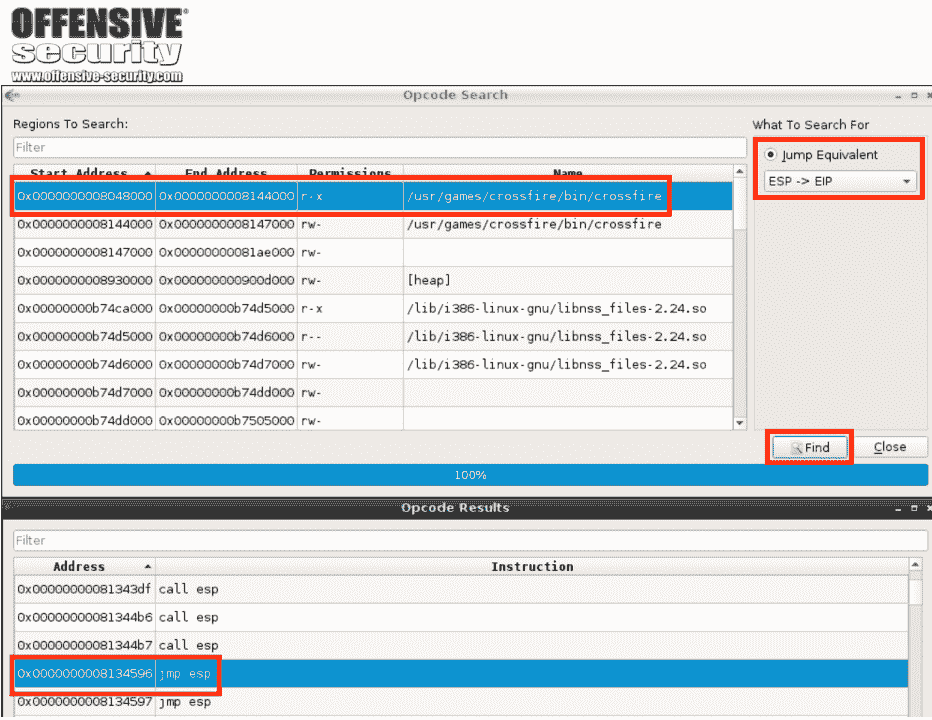 OFFENSIVE®
security
www.offensive-security.com
Opcode Search
Regions To Search:
What To Search For
Filter
Jump Equivalent
ESP -> EIP
Start Address End Address Permissions Name
0x0000000008048000 0x0000000008144000 r-x /usr/games/crossfire/bin/crossfire
0x0000000008144000 0x0000000008147000 rw- /usr/games/crossfire/bin/crossfire
0x0000000008147000 0x00000000081ae000 rw-
0x0000000008930000 0x000000000900d000 rw- [heap]
0x00000000b74ca000 0x00000000b74d5000 r-x /lib/i386-linux-gnu/libnss_files-2.24.so
0x00000000b74d5000 0x00000000b74d6000 r-- /lib/i386-linux-gnu/libnss_files-2.24.so
0x00000000b74d6000 0x00000000b74d7000 rw- /lib/i386-linux-gnu/libnss_files-2.24.so
0x00000000b74d7000 0x00000000b74dd000 rw-
0x00000000b74dd000 0x00000000b7505000 rw-
Find Close
100%
Opcode Results
Filter
Address Instruction
0x00000000081343df call esp
0x00000000081344b6 call esp
0x00000000081344b7 call esp
0x0000000008134596 jmp esp
0x0000000008134597 jmp esp